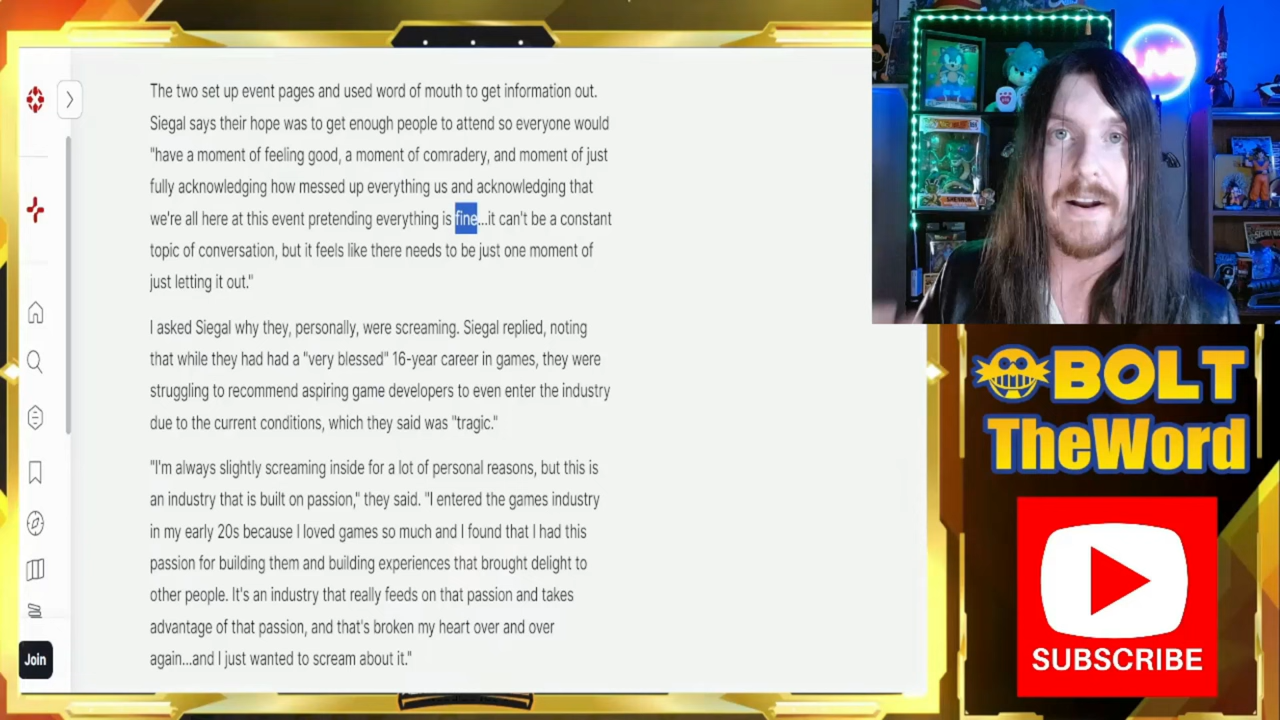 The two set up event pages and used word of mouth to get information out.
Siegal says their hope was to get enough people to attend so everyone would
"have a moment of feeling good, a moment of comradery, and moment of just
fully acknowledging how messed up everything us and acknowledging that
we're all here at this event pretending everything is fine...it can't be a constant
topic of conversation, but it feels like there needs to be just one moment of
just letting it out."
I asked Siegal why they, personally, were screaming. Siegal replied, noting
that while they had had a "very blessed" 16-year career in games, they were
struggling to recommend aspiring game developers to even enter the industry
due to the current conditions, which they said was "tragic."
"I'm always slightly screaming inside for a lot of personal reasons, but this is
an industry that is built on passion," they said. "I entered the games industry
in my early 20s because I loved games so much and I found that I had this
passion for building them and building experiences that brought delight to
other people. It's an industry that really feeds on that passion and takes
advantage of that passion, and that's broken my heart over and over
again...and I just wanted to scream about it."
Join
BOLT
TheWord
SUBSCRIBE